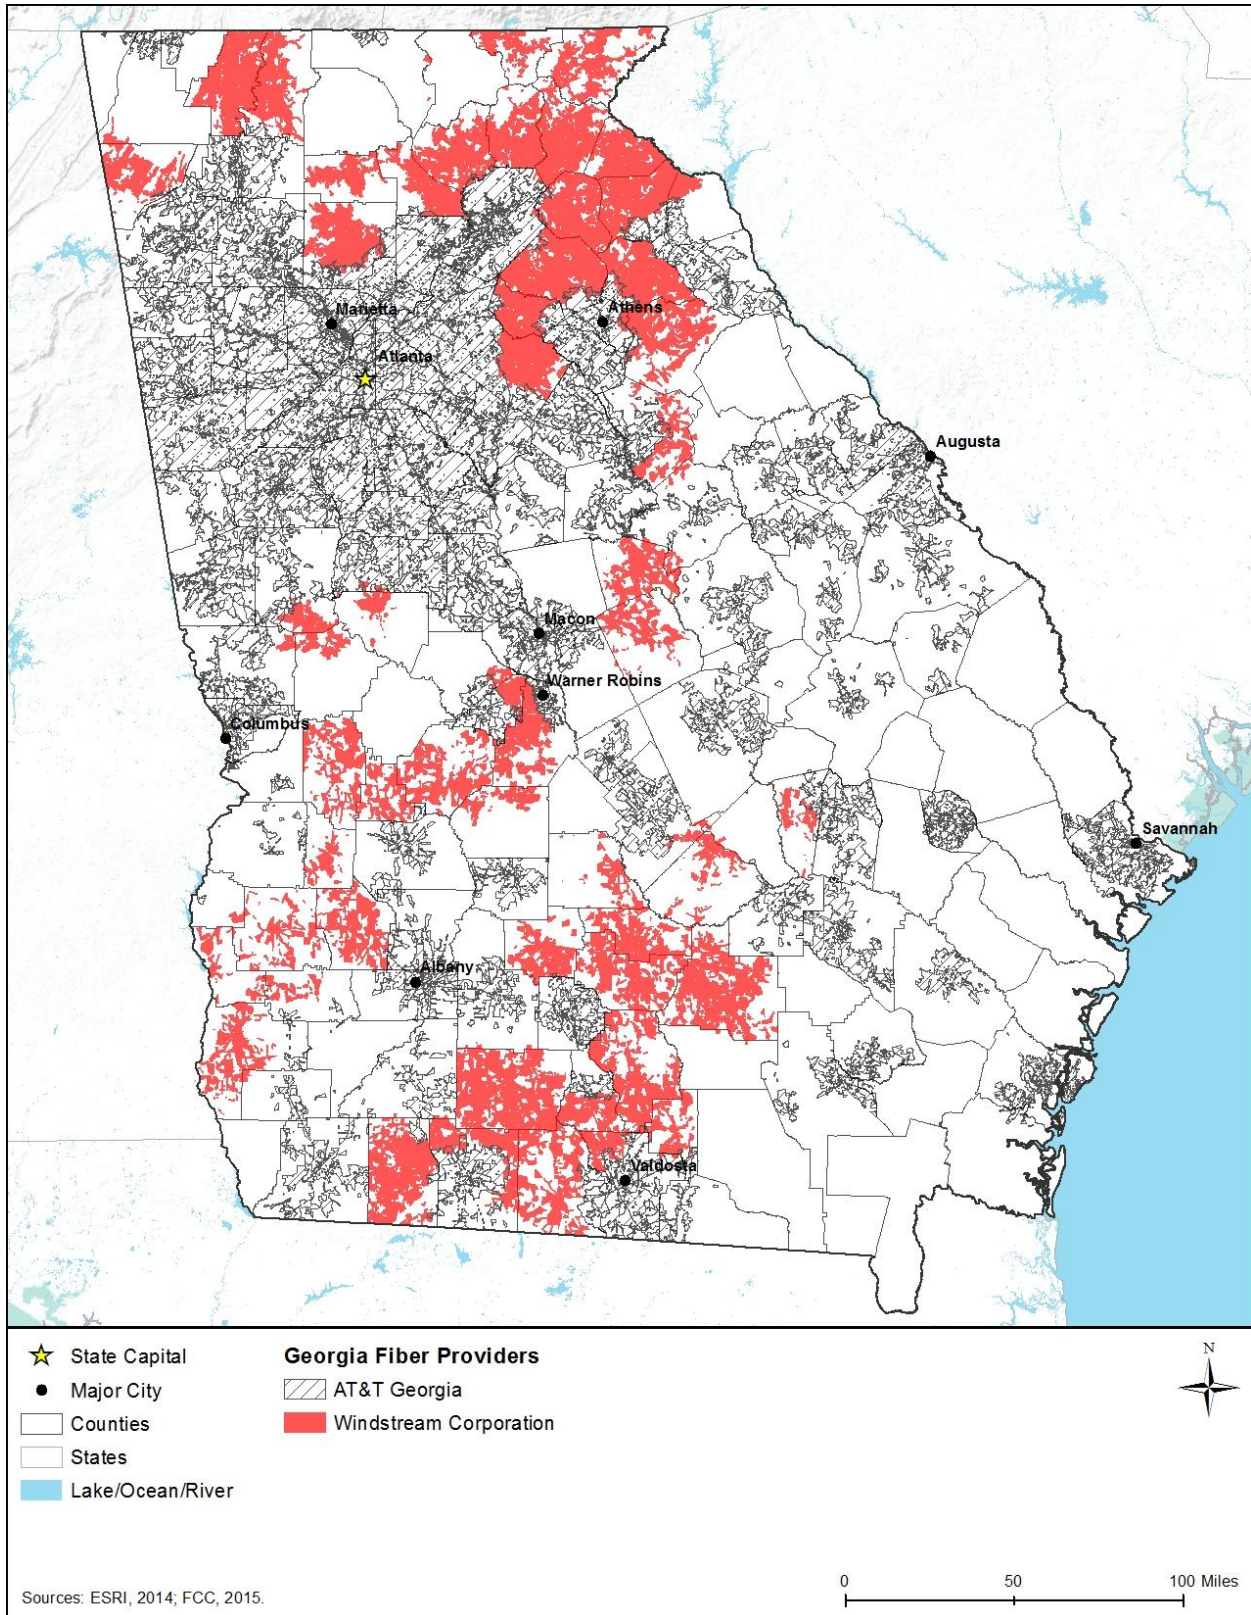 Marietta
Athens
Atlanta
Augusta
Macon
Warner Robins
Columbus
Savannah
Albany
Valdosta
State Capital
Major City
Counties
States
Lake/Ocean/River
Georgia Fiber Providers
AT&T Georgia
Windstream Corporation
N
Sources: ESRI, 2014; FCC, 2015.
0 50 100 Miles